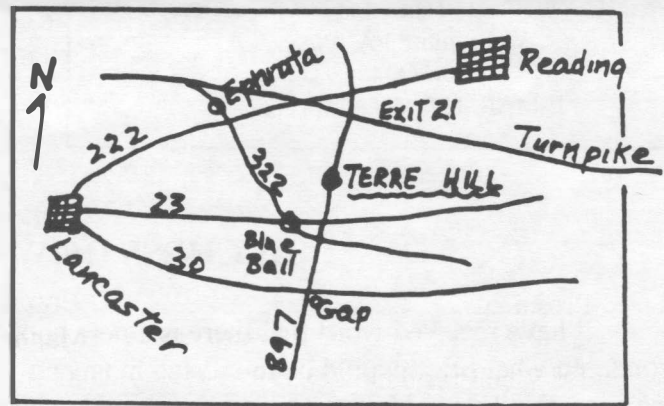 N
Ephrata
Reading
222
EXIT 21
Turnpike
322
TERRE HILL
23
Blue
Ball
Lancaster
30
Gap
897